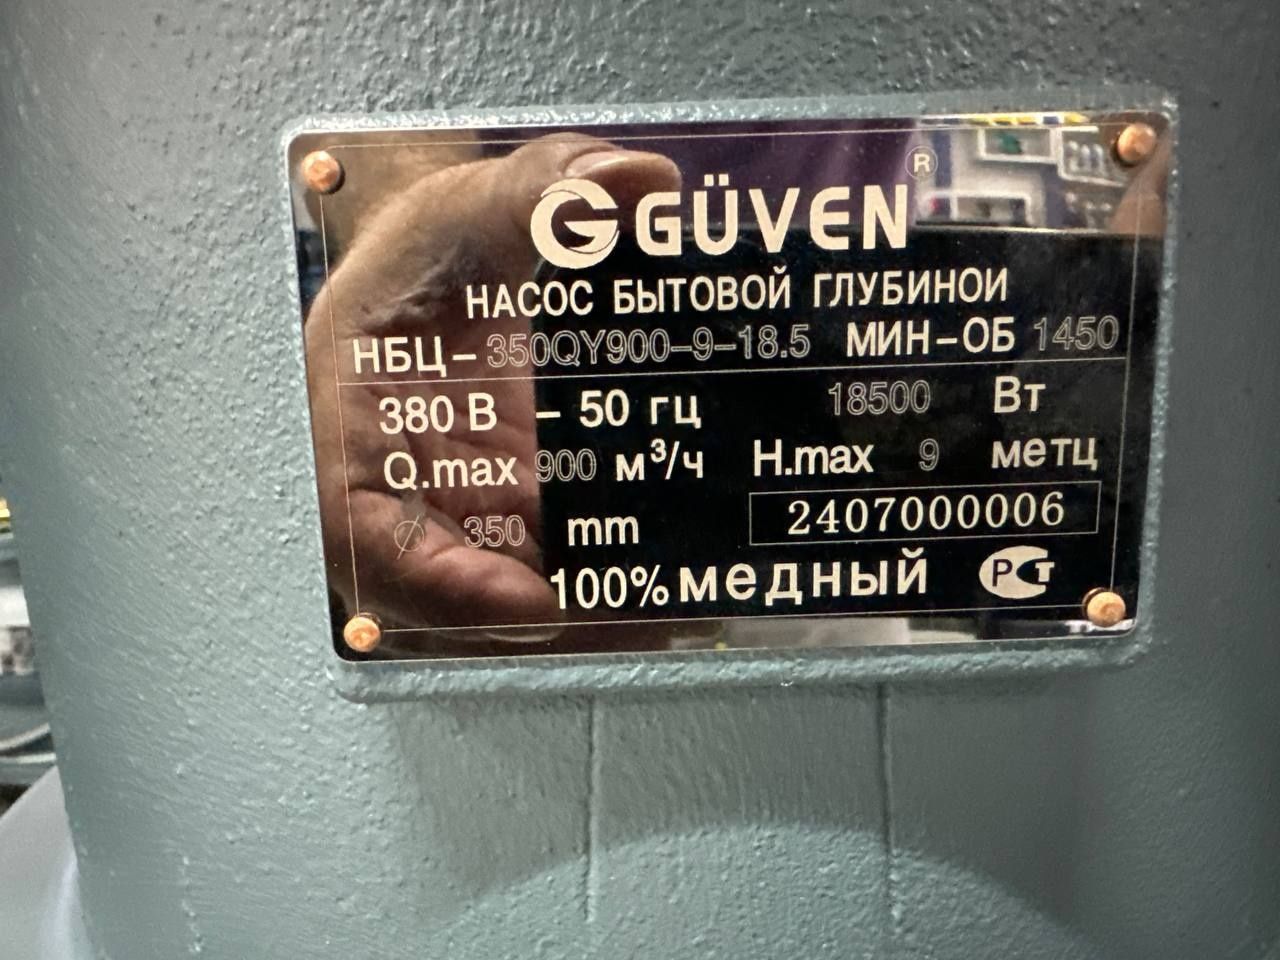 GÜVEN ®
НАСОС БЫТОВОЙ ГЛУБИНОИ
НБЦ-350QY900-9-18.5 МИН-ОБ 1450
380 В - 50 гц 18500 Вт
Q.max 900 м³/ч H.max 9 метц
⌀ 350 mm 2407000006
100% медный РСТ